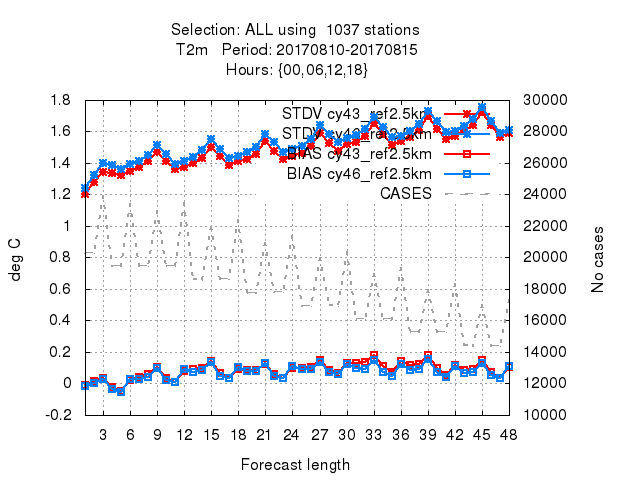 Selection: ALL using 1037 stations
T2m Period: 20170810-20170815
Hours: {00,06,12,18}
1.8
1.6
1.4
1.2
1
0.8
0.6
0.4
0.2
0
-0.2
deg C
STDV cy43_ref2.5km
STDV cy46_ref2.5km
BIAS cy43_ref2.5km
BIAS cy46_ref2.5km
CASES
30000
28000
26000
24000
22000
20000
18000
16000
14000
12000
10000
No cases
3 6 9 12 15 18 21 24 27 30 33 36 39 42 45 48
Forecast length